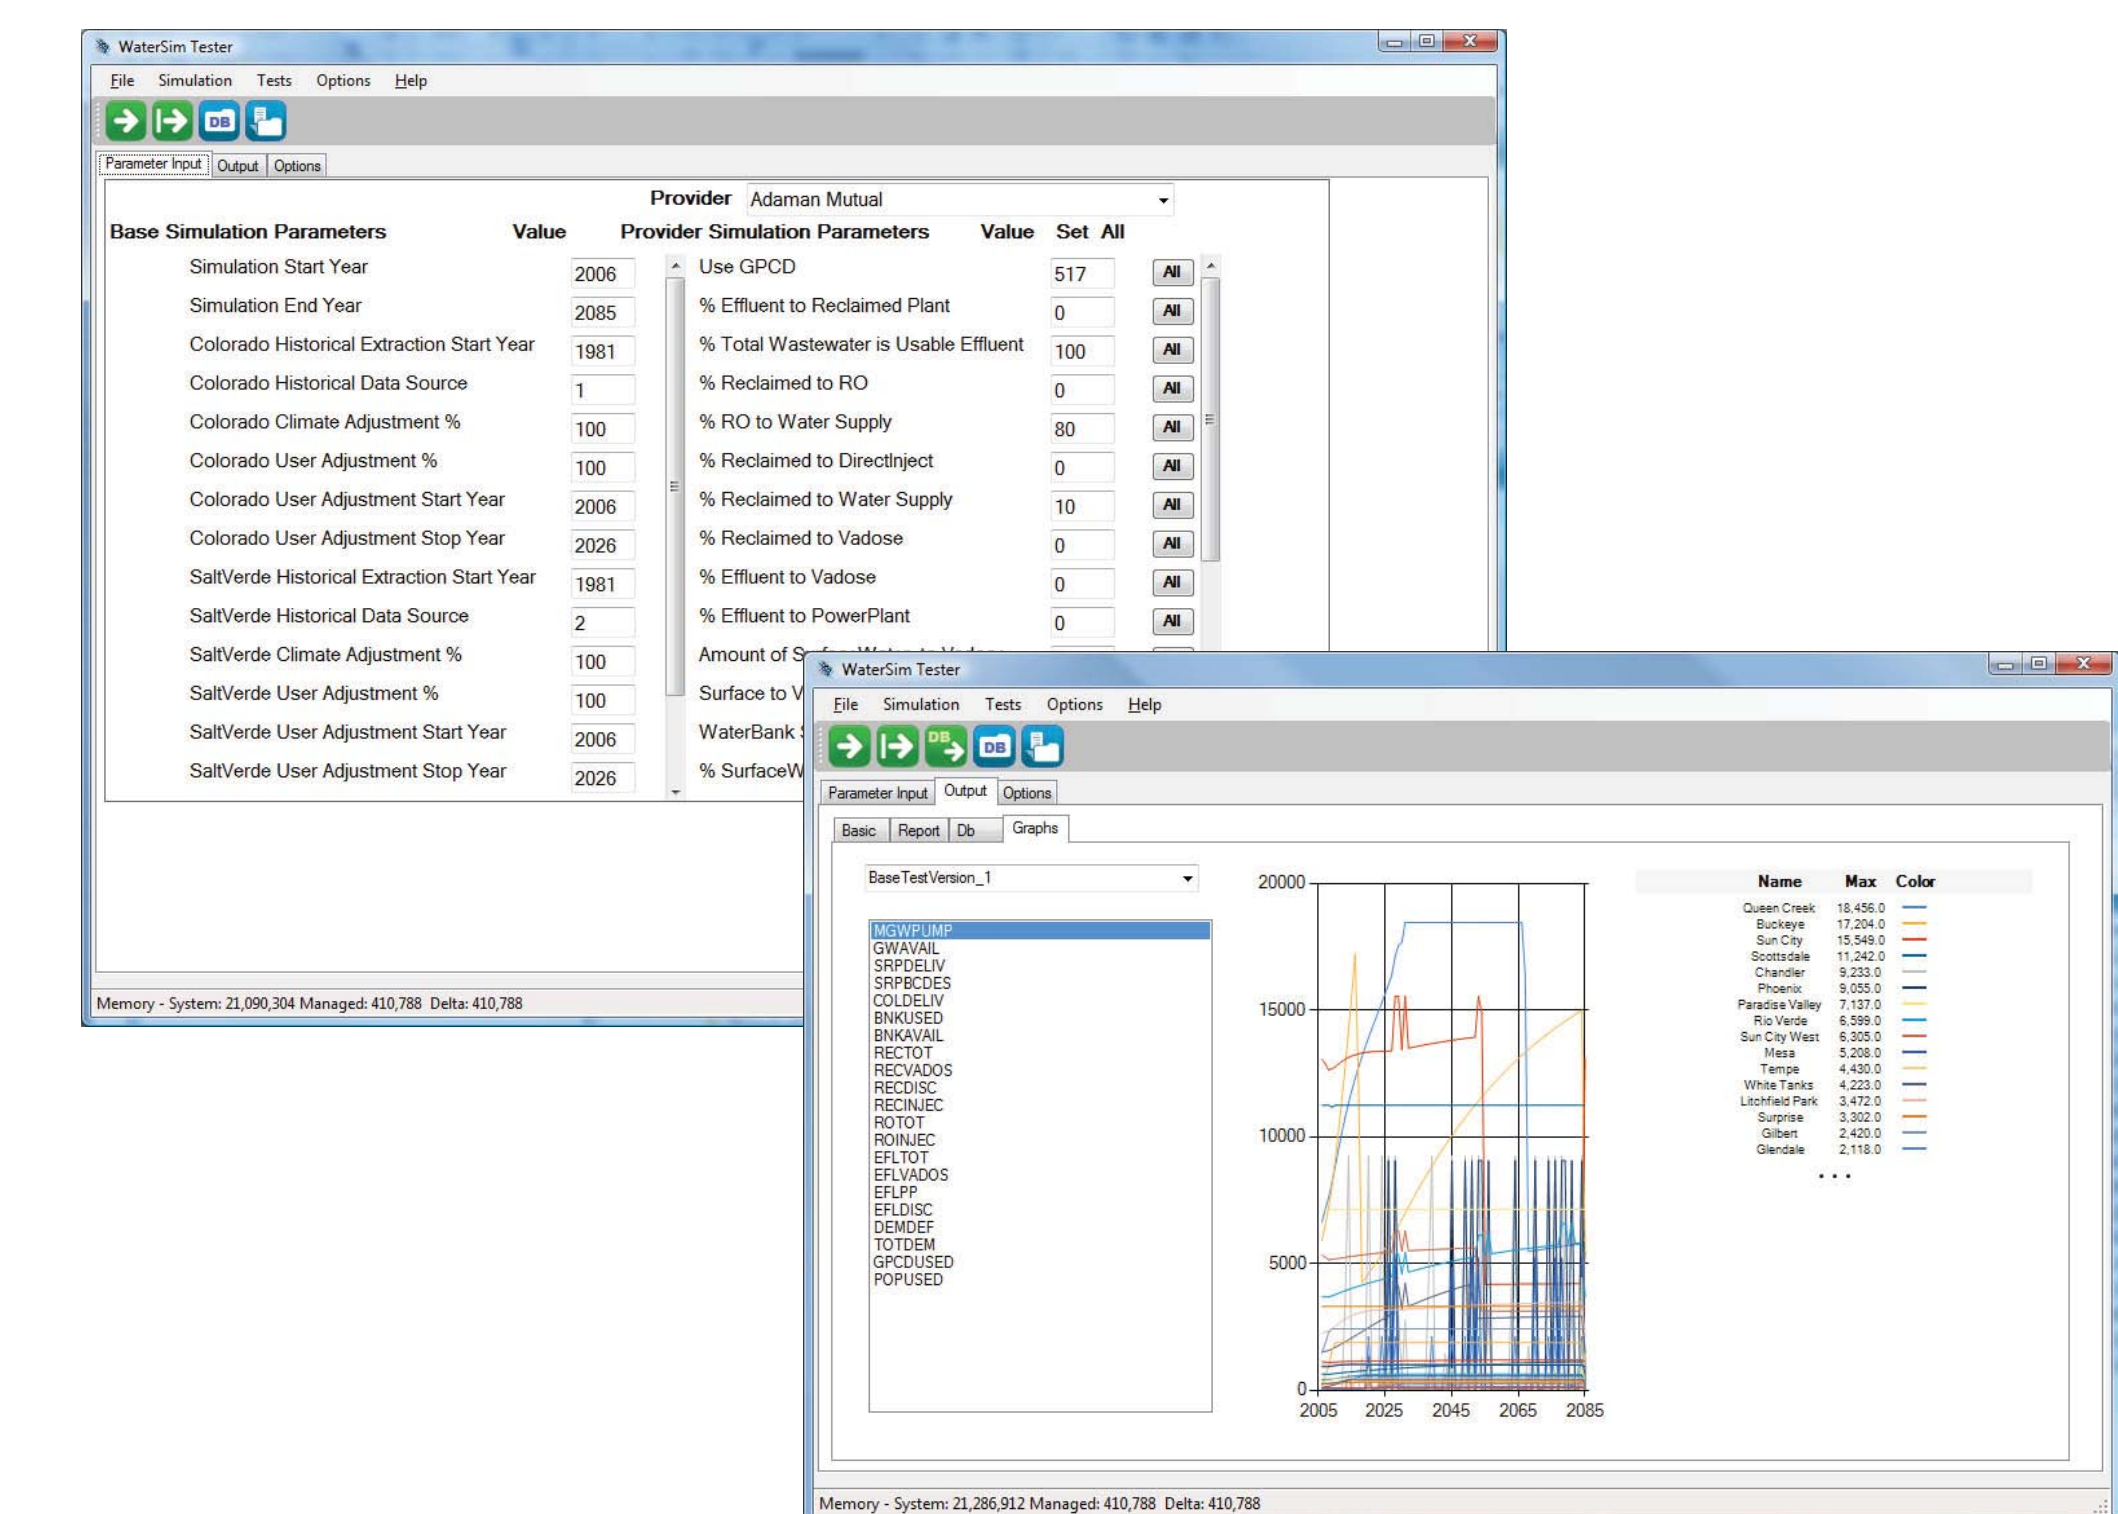 WaterSim Tester
File Simulation Tests Options Help
DB
Parameter Input Output Options
Provider Adaman Mutual
Base Simulation Parameters Value Provider Simulation Parameters Value Set All
Simulation Start Year 2006 Use GPCD 517 All
Simulation End Year 2085 % Effluent to Reclaimed Plant 0 All
Colorado Historical Extraction Start Year 1981 % Total Wastewater is Usable Effluent 100 All
Colorado Historical Data Source 1 % Reclaimed to RO 0 All
Colorado Climate Adjustment % 100 % RO to Water Supply 80 All
Colorado User Adjustment % 100 % Reclaimed to DirectInject 0 All
Colorado User Adjustment Start Year 2006 % Reclaimed to Water Supply 10 All
Colorado User Adjustment Stop Year 2026 % Reclaimed to Vadose 0 All
SaltVerde Historical Extraction Start Year 1981 % Effluent to Vadose 0 All
SaltVerde Historical Data Source 2 % Effluent to PowerPlant 0 All
SaltVerde Climate Adjustment % 100 Amount of
SaltVerde User Adjustment % 100 Surface to
SaltVerde User Adjustment Start Year 2006 WaterBank
SaltVerde User Adjustment Stop Year 2026 %
Memory - System: 21,090,304 Managed: 410,788 Delta: 410,788
WaterSim Tester
File Simulation Tests Options Help
DB DB
Parameter Input Output Options
Basic Report Db Graphs
BaseTestVersion_1
MGWPUMP
GWAVAIL
SRPDELIV
SRPBCDES
COLDELIV
BNKUSED
BNKAVAIL
RECTOT
RECVADOS
RECDISC
RECINJEC
ROTOT
ROINJEC
EFLTOT
EFLVADOS
EFLPP
EFLDISC
DEMDEF
TOTDEM
GPCDUSED
POPUSED
20000
15000
10000
5000
0
2005 2025 2045 2065 2085
Name Max Color
Queen Creek 18,456.0
Buckeye 17,204.0
Sun City 15,549.0
Scottsdale 11,242.0
Chandler 9,233.0
Phoenix 9,055.0
Paradise Valley 7,137.0
Rio Verde 6,599.0
Sun City West 6,305.0
Mesa 5,208.0
Tempe 4,430.0
White Tanks 4,223.0
Litchfield Park 3,472.0
Surprise 3,302.0
Gilbert 2,420.0
Glendale 2,118.0
. . .
Memory - System: 21,286,912 Managed: 410,788 Delta: 410,788